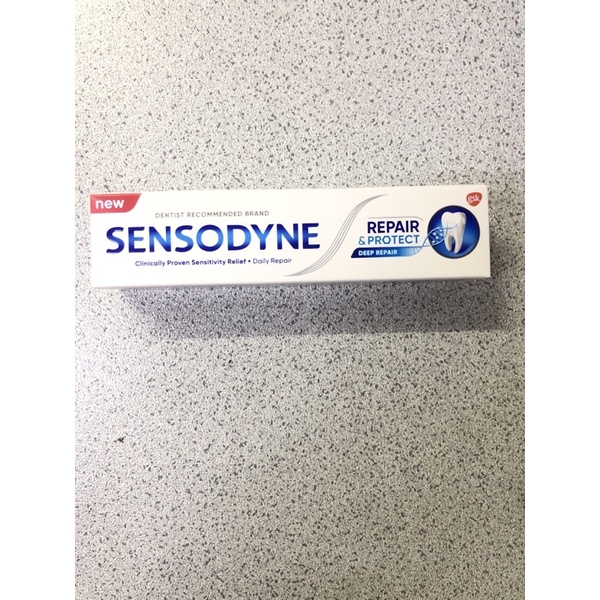 new
DENTIST RECOMMENDED BRAND
SENSODYNE
Clinically Proven Sensitivity Relief + Daily Repair
REPAIR
& PROTECT
DEEP REPAIR
gsk